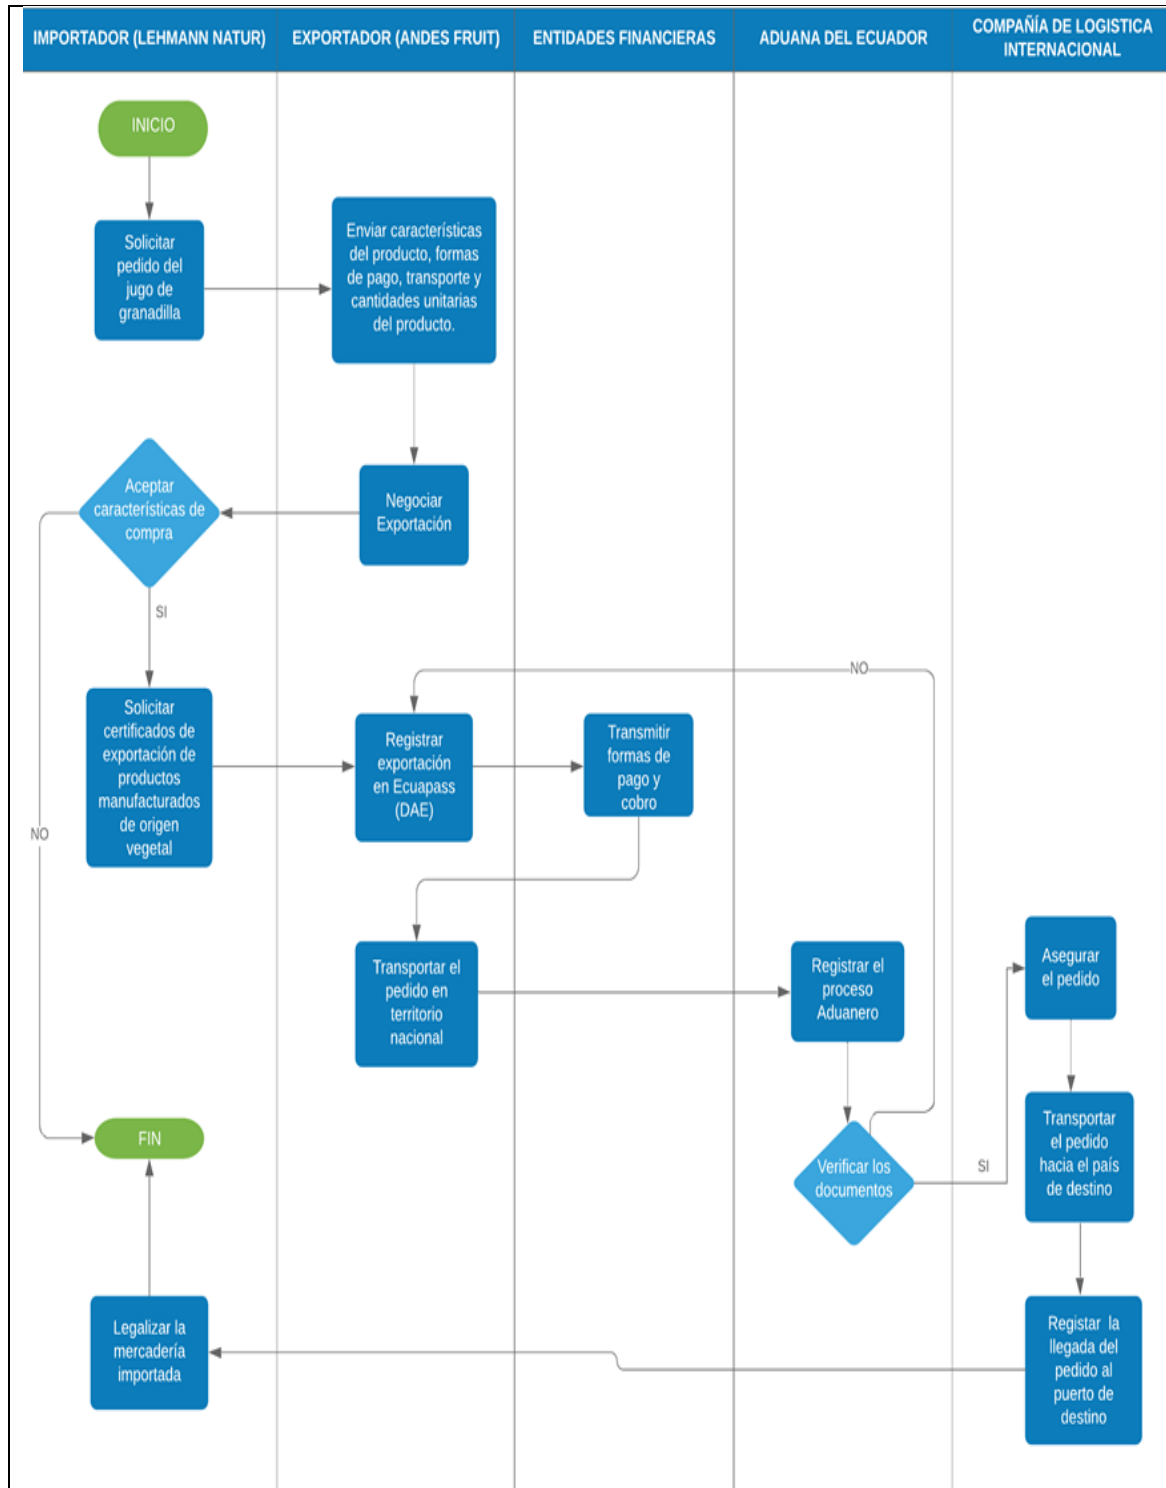 IMPORTADOR (LEHMANN NATUR)
EXPORTADOR (ANDES FRUIT)
ENTIDADES FINANCIERAS
ADUANA DEL ECUADOR
COMPAÑÍA DE LOGISTICA
INTERNACIONAL
INICIO
Solicitar
pedido del
jugo de
granadilla
Enviar características
del producto, formas
de pago, transporte y
cantidades unitarias
del producto.
Aceptar
características de
compra
Negociar
Exportación
SI
NO
Solicitar
certificados de
exportación de
productos
manufacturados
de origen
vegetal
Registrar
exportación
en Ecuapass
(DAE)
Transmitir
formas de
pago y
cobro
NO
Transportar el
pedido en
territorio
nacional
Registrar el
proceso
Aduanero
Asegurar
el pedido
FIN
Verificar los
documentos
SI
Transportar
el pedido
hacia el país
de destino
Legalizar la
mercadería
importada
Registar la
llegada del
pedido al
puerto de
destino